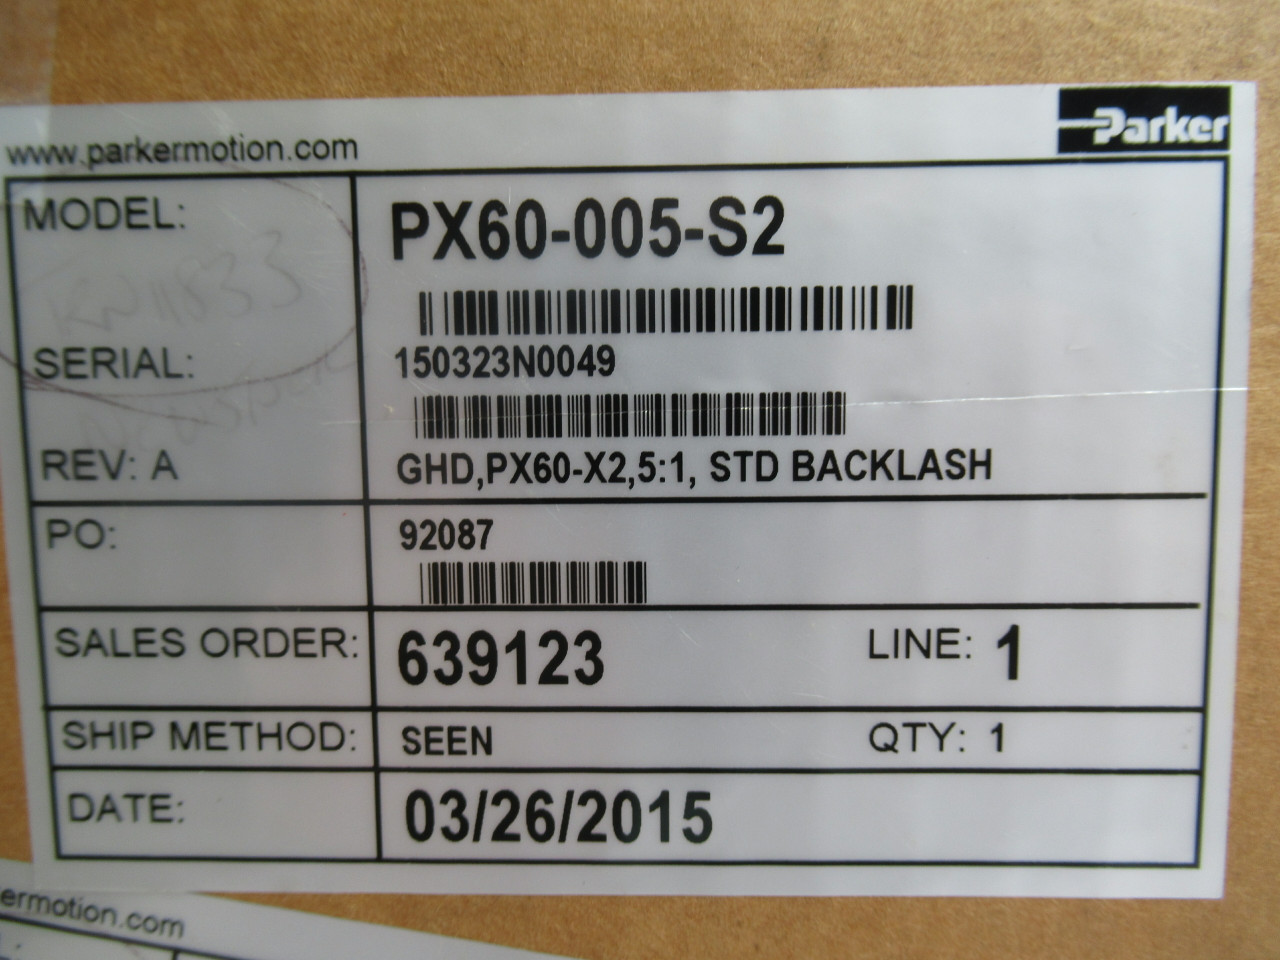 Parker
www.parkermotion.com
MODEL: PX60-005-S2
SERIAL: 150323N0049
REV: A GHD,PX60-X2,5:1, STD BACKLASH
PO: 92087
SALES ORDER: 639123 LINE: 1
SHIP METHOD: SEEN QTY: 1
DATE: 03/26/2015
ermotion.com